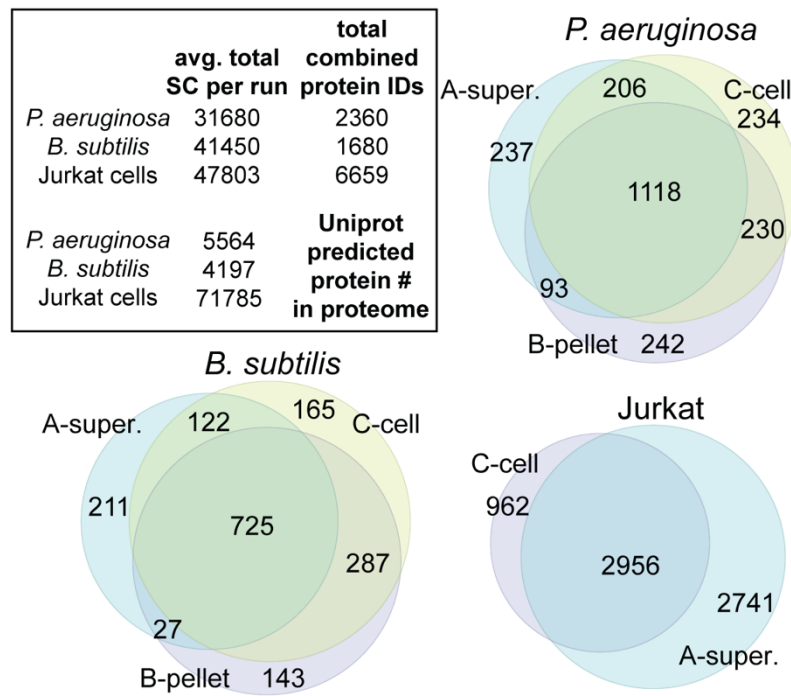 total
avg. total combined
SC per run protein IDs
P. aeruginosa 31680 2360
B. subtilis 41450 1680
Jurkat cells 47803 6659
Uniprot
P. aeruginosa 5564 predicted
B. subtilis 4197 protein #
Jurkat cells 71785 in proteome
P. aeruginosa
A-super. 206 C-cell
234
237
1118
230
93
B-pellet 242
B. subtilis
A-super. 122 165 C-cell
211
725
287
27
B-pellet 143
Jurkat
C-cell
962
2956
2741
A-super.